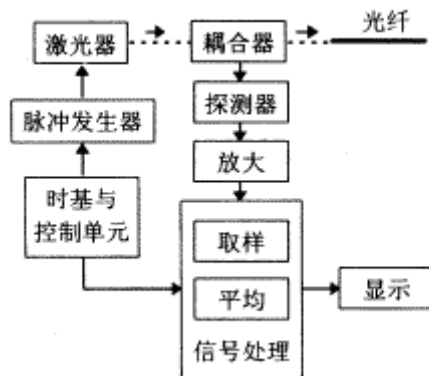 激光器
耦合器
光纤
脉冲发生器
探测器
放大
时基与
控制单元
取样
平均
信号处理
显示